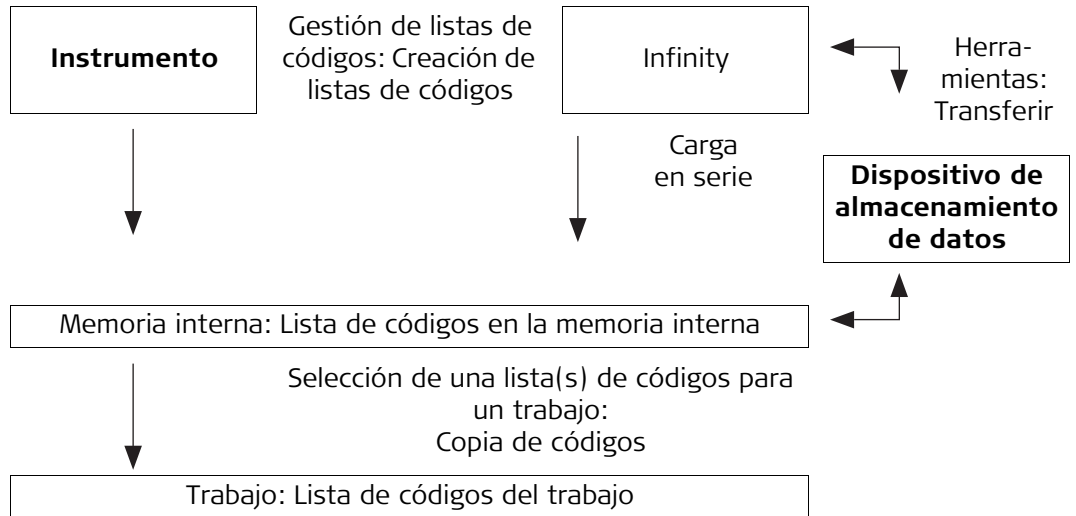 Instrumento
Gestión de listas de
códigos: Creación de
listas de códigos
Infinity
Herra-
mientas:
Transferir
Carga
en serie
Dispositivo de
almacenamiento
de datos
Memoria interna: Lista de códigos en la memoria interna
Selección de una lista(s) de códigos para
un trabajo:
Copia de códigos
Trabajo: Lista de códigos del trabajo